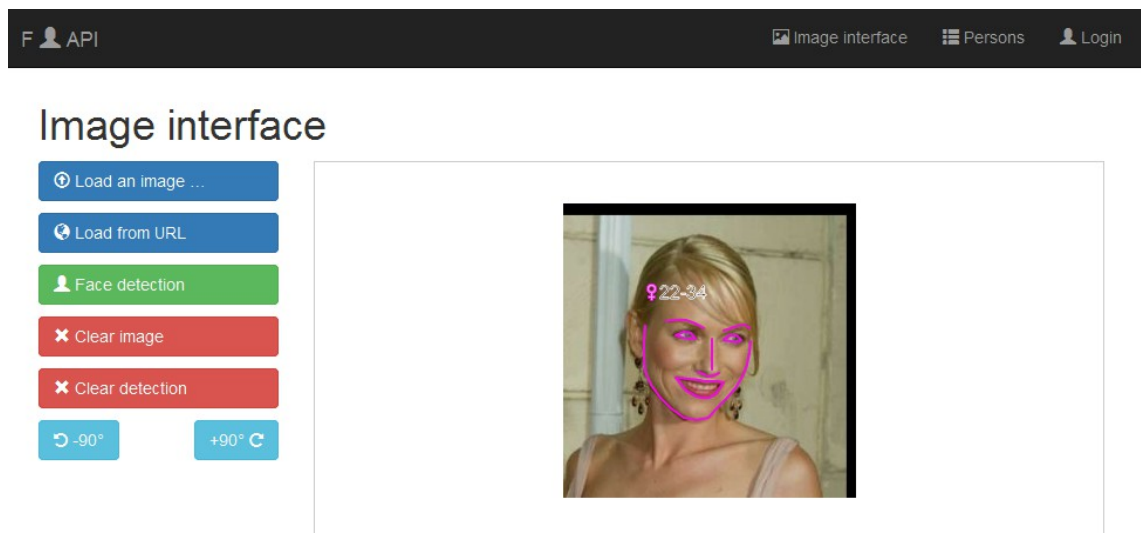 F API
Image interface
Persons
Login
Image interface
Load an image ...
Load from URL
Face detection
Clear image
Clear detection
-90° +90°
♀22-34